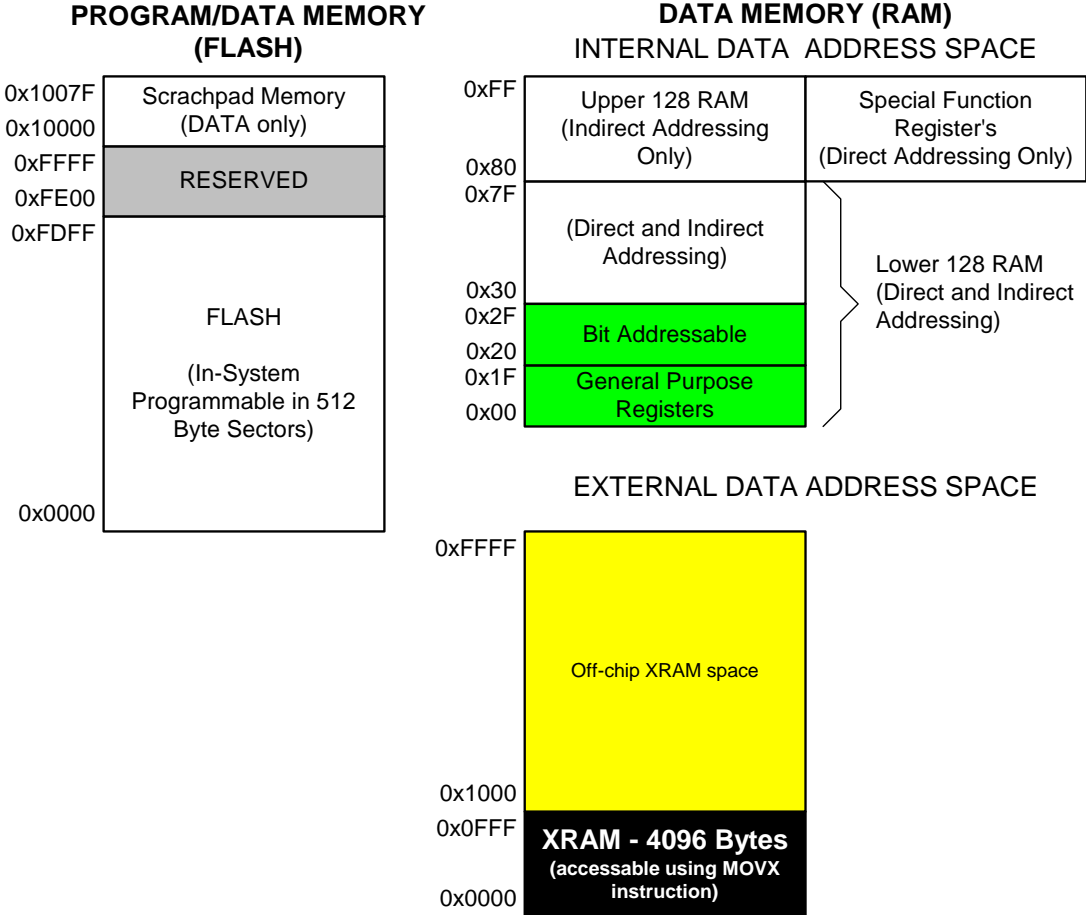 PROGRAM/DATA MEMORY
(FLASH)
0x1007F
Scrachpad Memory
(DATA only)
0x10000
0xFFFF
RESERVED
0xFE00
0xFDFF
FLASH
(In-System
Programmable in 512
Byte Sectors)
0x0000
DATA MEMORY (RAM)
INTERNAL DATA ADDRESS SPACE
0xFF
Upper 128 RAM
(Indirect Addressing
Only)
Special Function
Register's
(Direct Addressing Only)
0x80
0x7F
(Direct and Indirect
Addressing)
Lower 128 RAM
(Direct and Indirect
Addressing)
0x30
0x2F
Bit Addressable
0x20
0x1F
General Purpose
Registers
0x00
EXTERNAL DATA ADDRESS SPACE
0xFFFF
Off-chip XRAM space
0x1000
0x0FFF
XRAM - 4096 Bytes
(accessable using MOVX
instruction)
0x0000